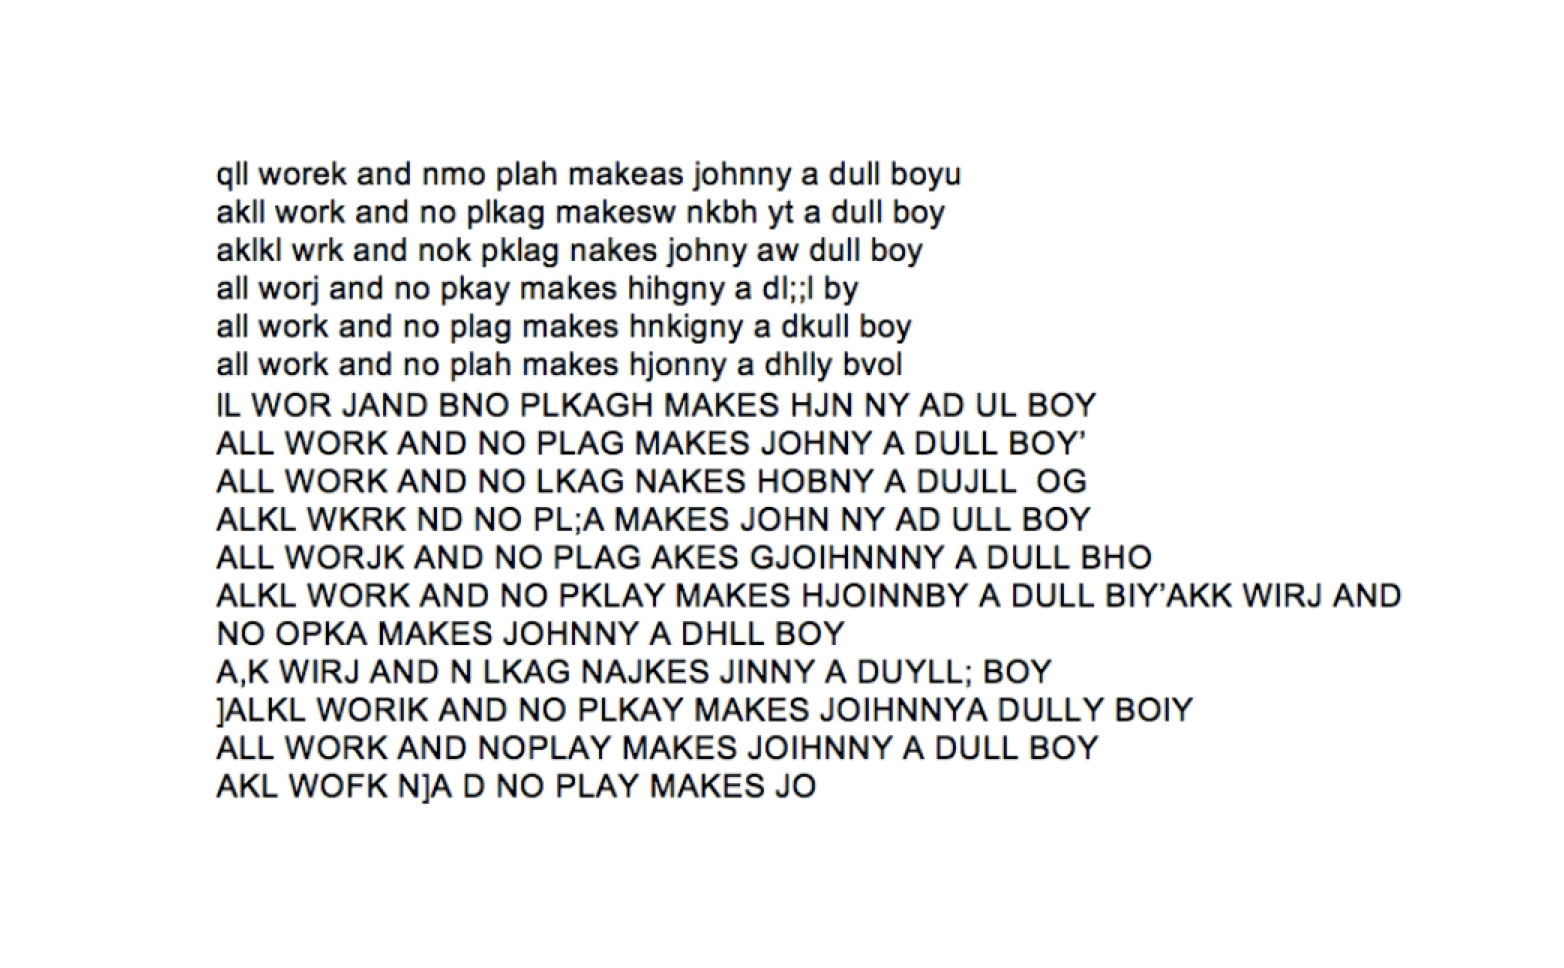 qll worek and nmo plah makeas johnny a dull boyu
akll work and no plkag makesw nkbh yt a dull boy
aklkl wrk and nok pklag nakes johny aw dull boy
all worj and no pkay makes hihgny a dl;;l by
all work and no plag makes hnkigny a dkull boy
all work and no plah makes hjonny a dhlly bvol
IL WOR JAND BNO PLKAGH MAKES HJN NY AD UL BOY
ALL WORK AND NO PLAG MAKES JOHNY A DULL BOY’
ALL WORK AND NO LKAG NAKES HOBNY A DUJLL  OG
ALKL WKRK ND NO PL;A MAKES JOHN NY AD ULL BOY
ALL WORJK AND NO PLAG AKES GJOIHNNNY A DULL BHO
ALKL WORK AND NO PKLAY MAKES HJOINNBY A DULL BIY’AKK WIRJ AND
NO OPKA MAKES JOHNNY A DHLL BOY
A,K WIRJ AND N LKAG NAJKES JINNY A DUYLL; BOY
]ALKL WORIK AND NO PLKAY MAKES JOIHNNYA DULLY BOIY
ALL WORK AND NOPLAY MAKES JOIHNNY A DULL BOY
AKL WOFK N]A D NO PLAY MAKES JO